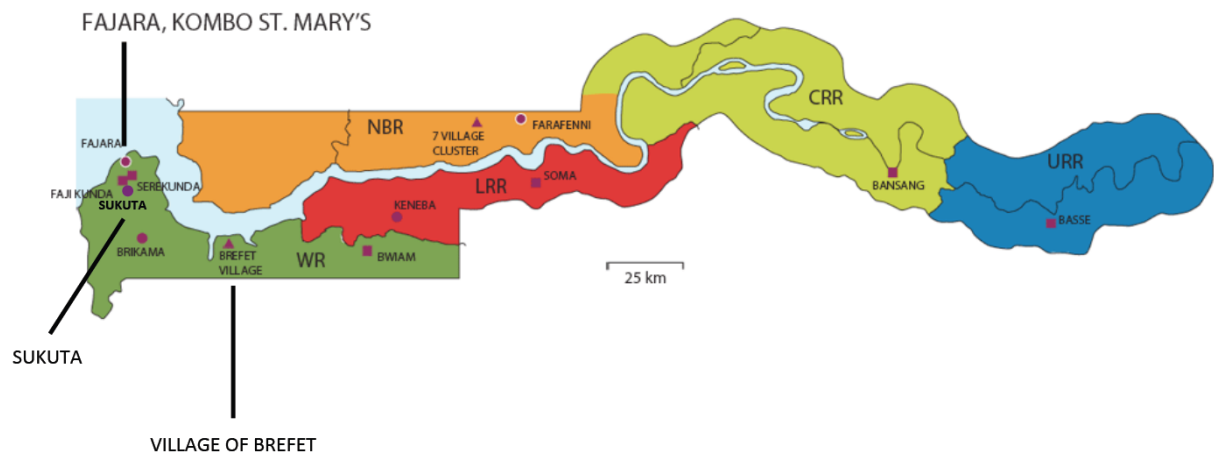 FAJARA, KOMBO ST. MARY'S
NBR
7 VILLAGE
CLUSTER
FARAFENNI
CRR
URR
FAJARA
FAJI KUNDA
SEREKUNDA
SUKUTA
LRR
SOMA
KENEBA
BANSANG
BASSE
BRIKAMA
BREFET
VILLAGE
WR
BWIAM
25 km
SUKUTA
VILLAGE OF BREFET